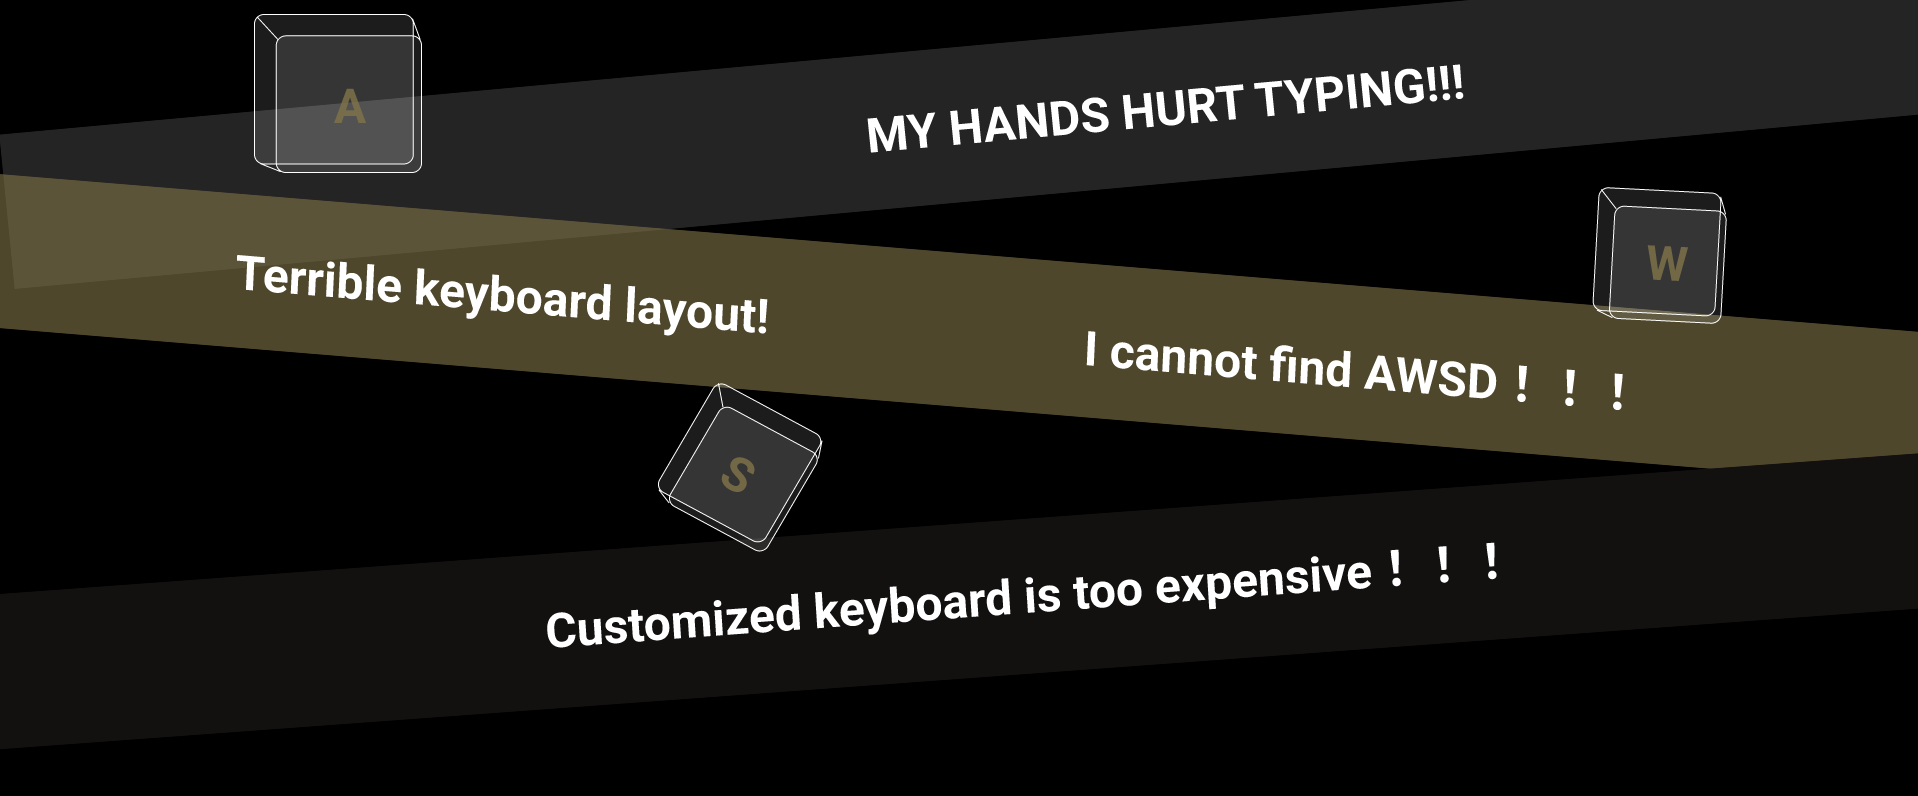 A
MY HANDS HURT TYPING!!!
W
Terrible keyboard layout!
I cannot find AWSD！！！
S
Customized keyboard is too expensive！！！